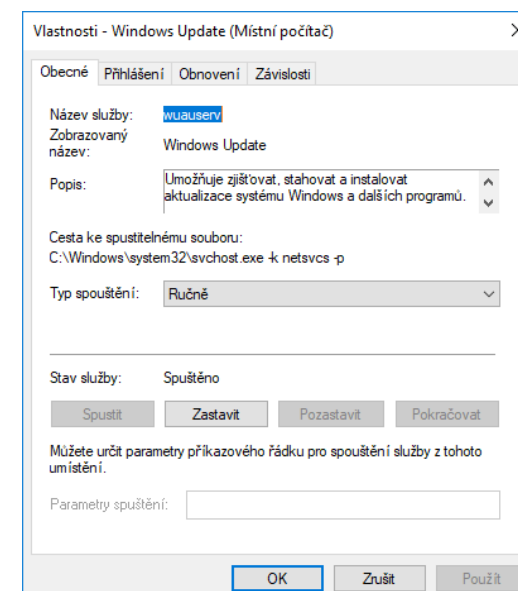 Vlastnosti - Windows Update (Místní počítač)
Obecné Přihlášení Obnovení Závislosti
Název služby: wuauserv
Zobrazovaný název: Windows Update
Popis: Umožňuje zjišťovat, stahovat a instalovat
aktualizace systému Windows a dalších programů.
Cesta ke spustitelnému souboru:
C:\Windows\system32\svchost.exe -k netsvcs -p
Typ spouštění: Ručně
Stav služby: Spuštěno
Spustit Zastavit Pozastavit Pokračovat
Můžete určit parametry příkazového řádku pro spouštění služby z tohoto
umístění.
Parametry spuštění:
OK Zrušit Použít